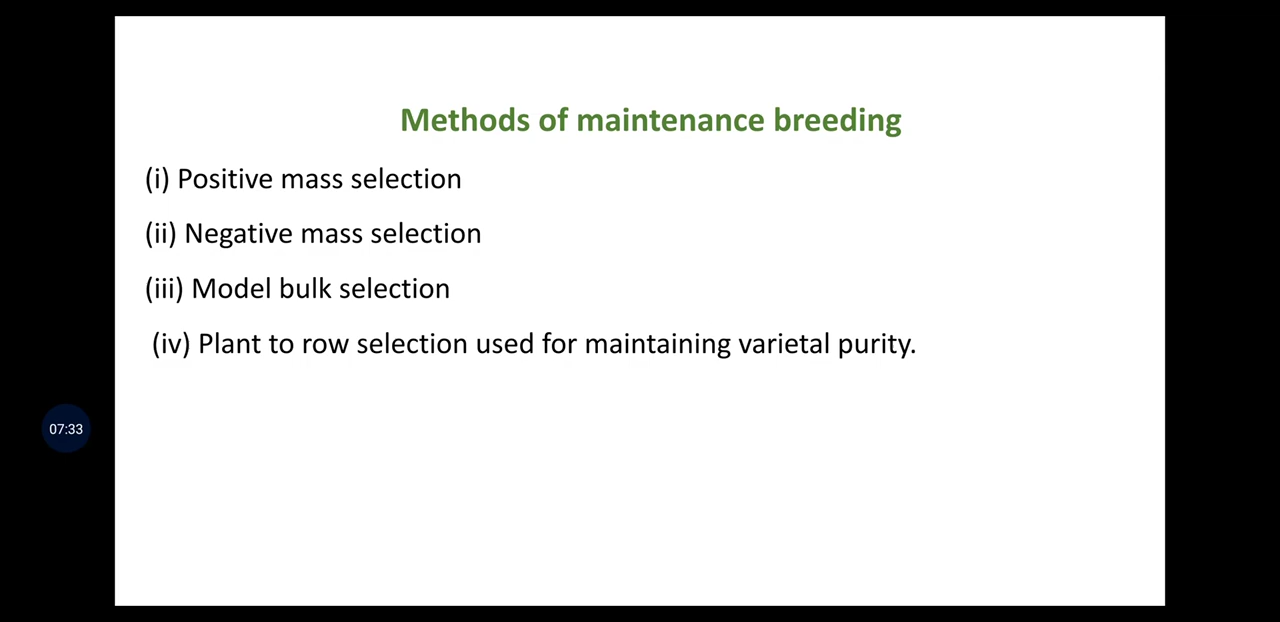 Methods of maintenance breeding
(i) Positive mass selection
(ii) Negative mass selection
(iii) Model bulk selection
(iv) Plant to row selection used for maintaining varietal purity.
07:33